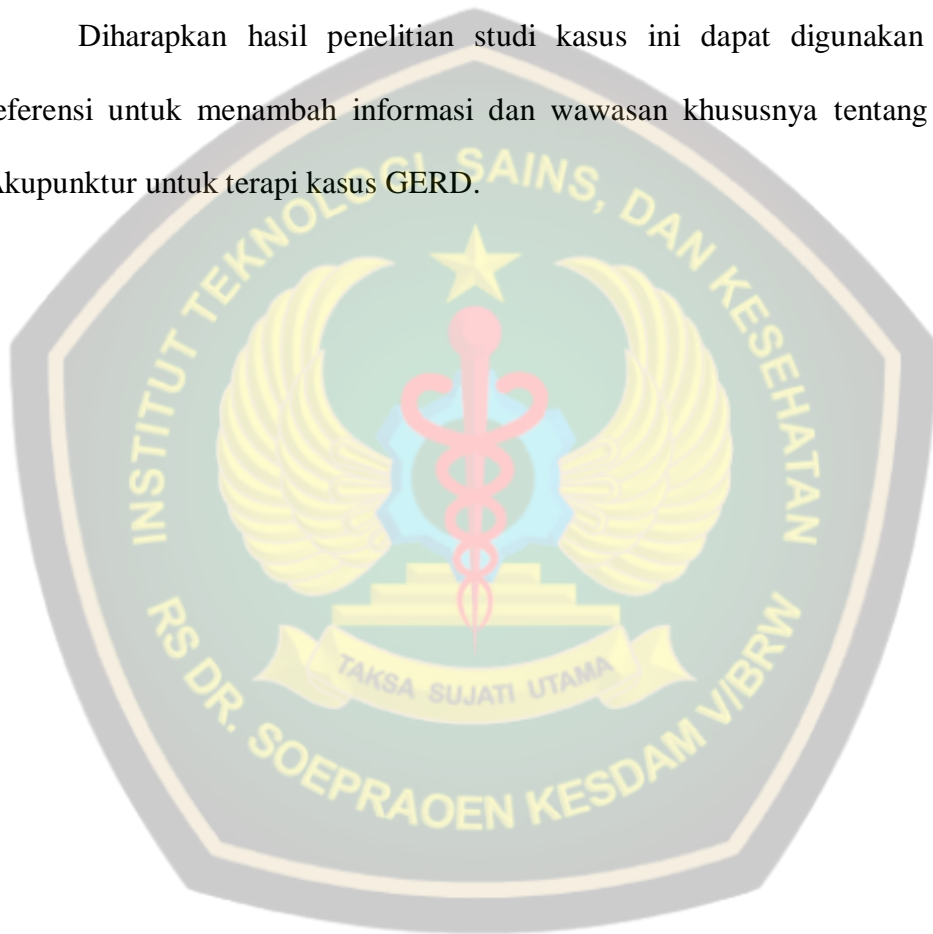 Diharapkan hasil penelitian studi kasus ini dapat digunakan
eferensi untuk menambah informasi dan wawasan khususnya tentang
Akupunktur untuk terapi kasus GERD.
INSTITUT TEKNOLOGI, SAINS, DAN KESEHATAN
TAKSA SUJATI UTAMA
RS DR. SOEPRAOEN KESDAM V/BRW